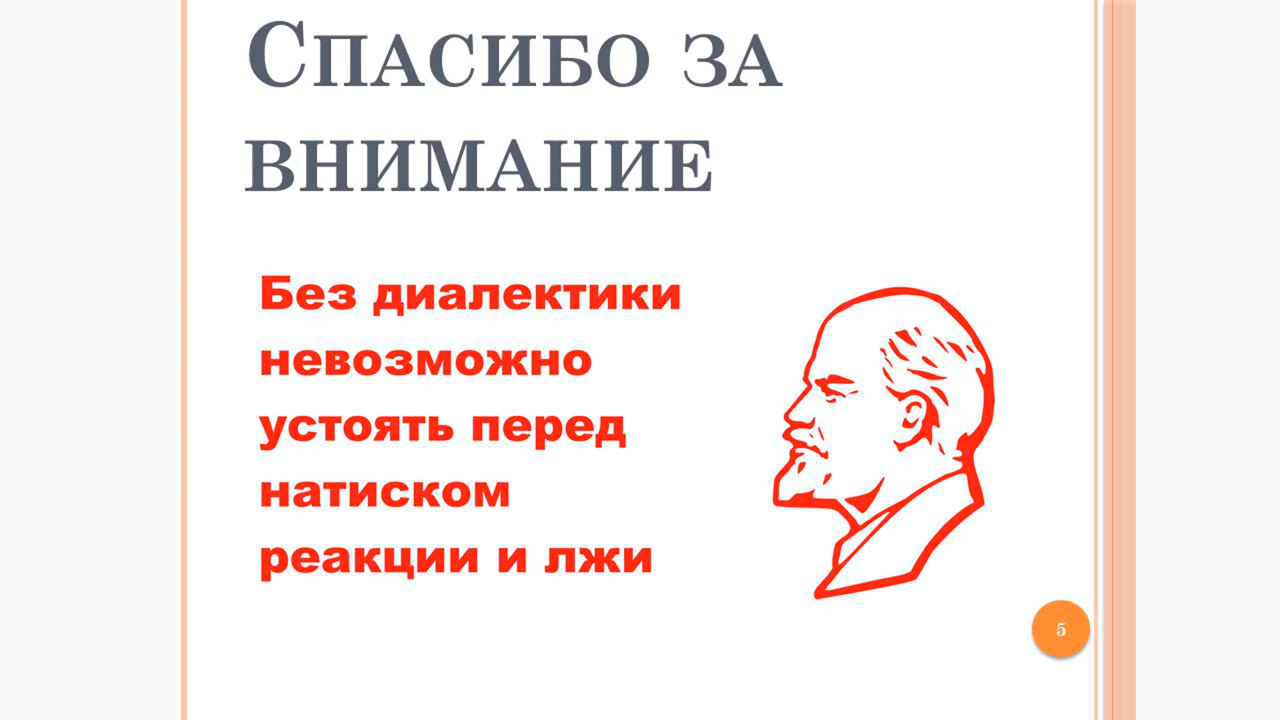 Спасибо за
внимание
Без диалектики
невозможно
устоять перед
натиском
реакции и лжи
5